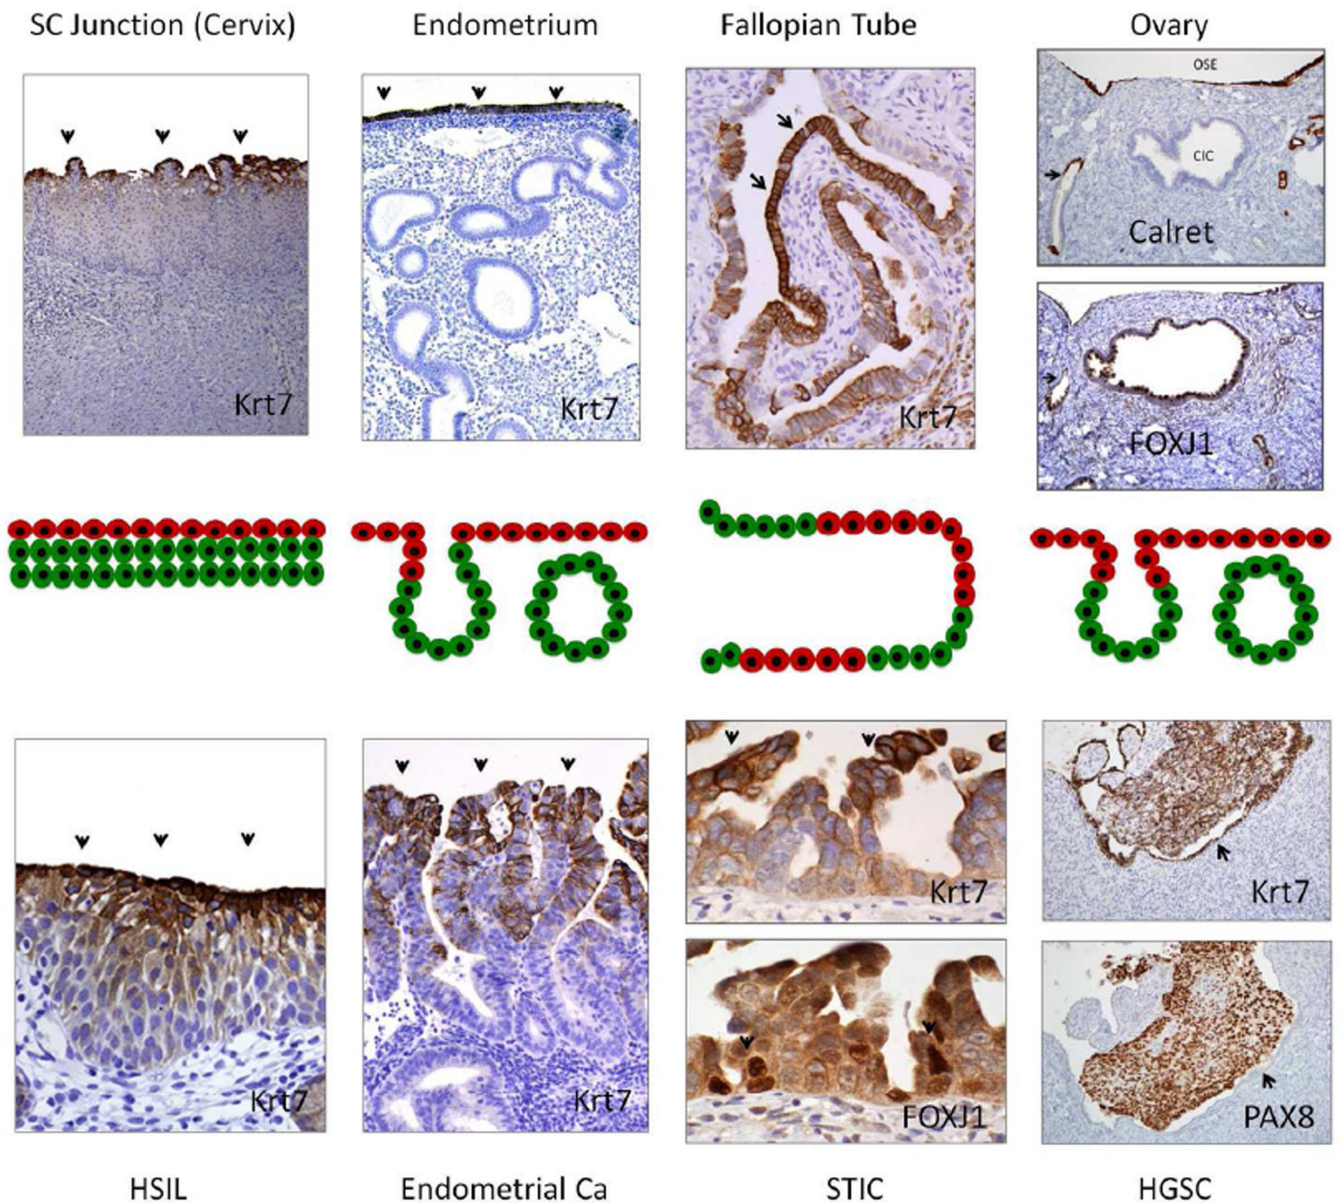 SC Junction (Cervix)
Endometrium
Fallopian Tube
Ovary
Krt7
Krt7
Krt7
OSE
CIC
Calret
FOXJ1
Krt7
Krt7
Krt7
FOXJ1
Krt7
PAX8
HSIL
Endometrial Ca
STIC
HGSC